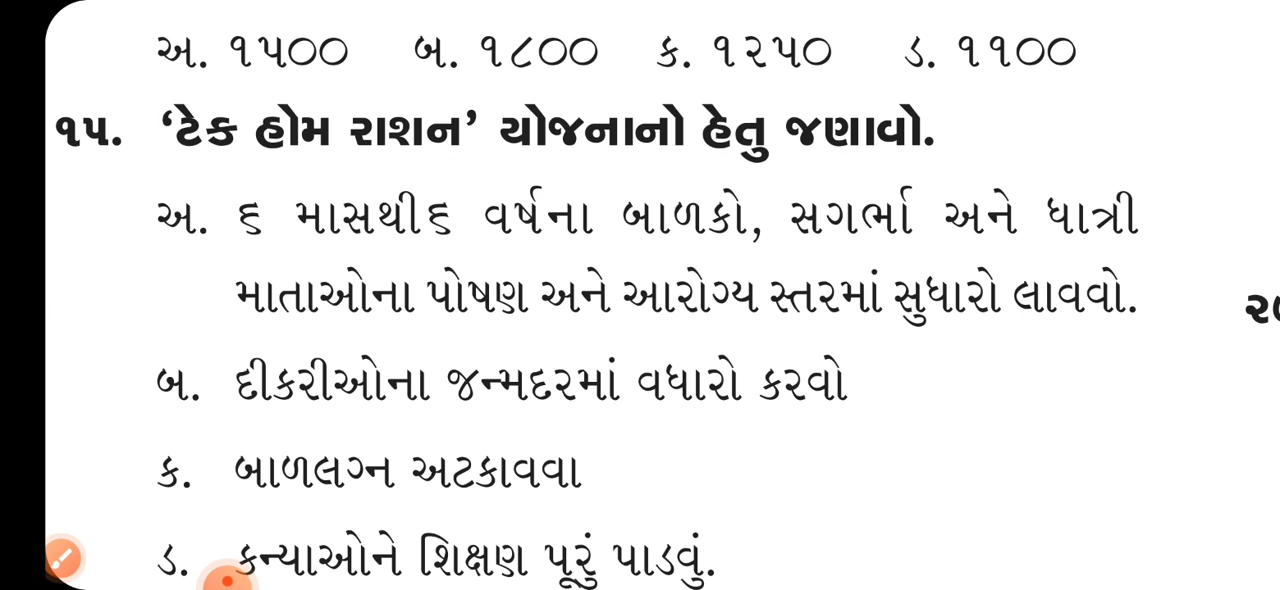 અ. ૧૫૦૦ બ. ૧૮૦૦ ક. ૧૨૫૦ ડ. ૧૧૦૦
૧૫. ‘ટેક હોમ રાશન’ યોજનાનો હેતુ જણાવો.
અ. ૬ માસથી૬ વર્ષના બાળકો, સગર્ભા અને ધાત્રી
માતાઓના પોષણ અને આરોગ્ય સ્તરમાં સુધારો લાવવો.
બ. દીકરીઓના જન્મદરમાં વધારો કરવો
ક. બાળલગ્ન અટકાવવા
ડ. કન્યાઓને શિક્ષણ પૂરું પાડવું.